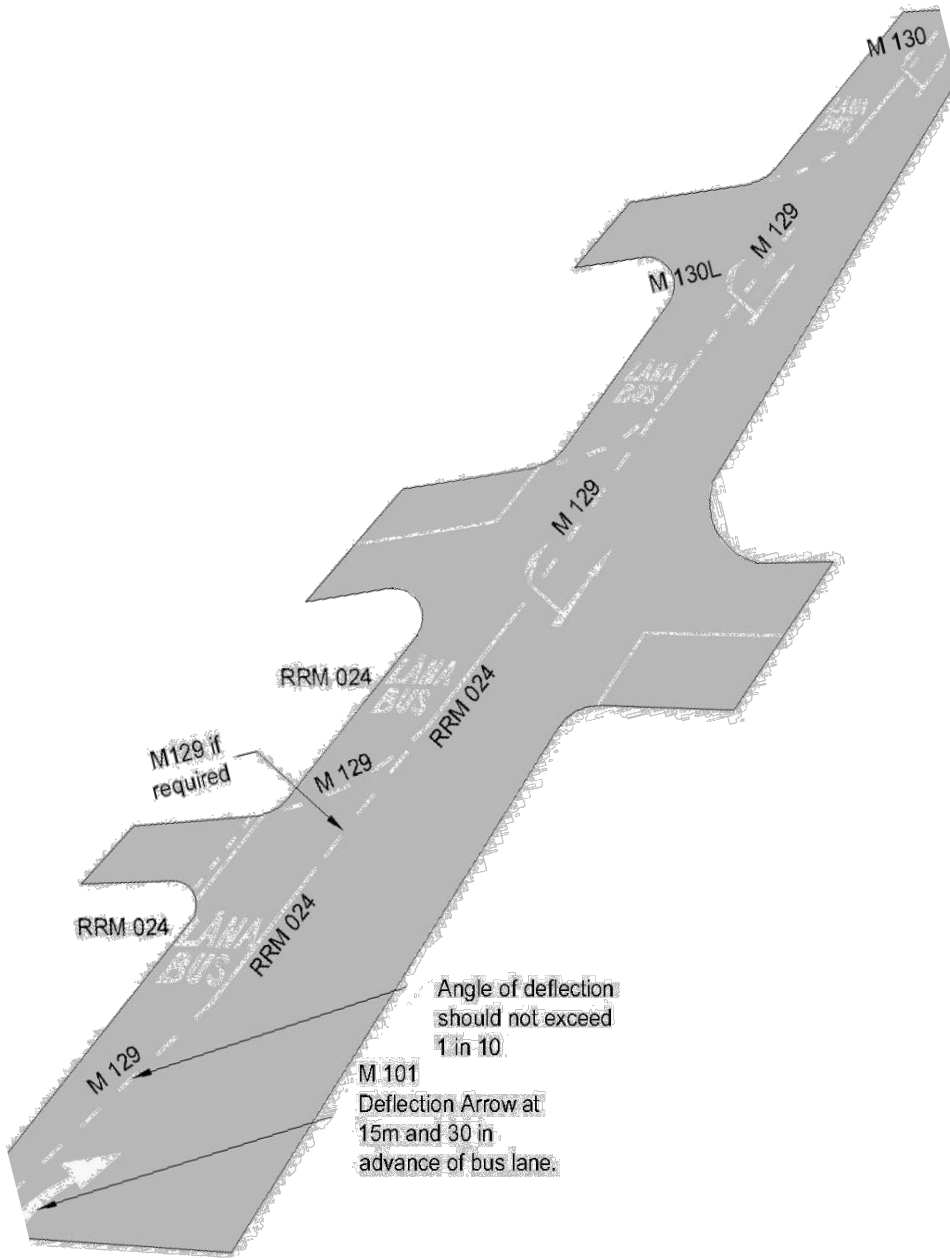 M 130
M 129
M 130L
BUS
LANE
M 129
RRM 024
RRM 024
M129 if
required
M 129
RRM 024
RRM 024
Angle of deflection
should not exceed
1 in 10
M 129
M 101
Deflection Arrow at
15m and 30 in
advance of bus lane.